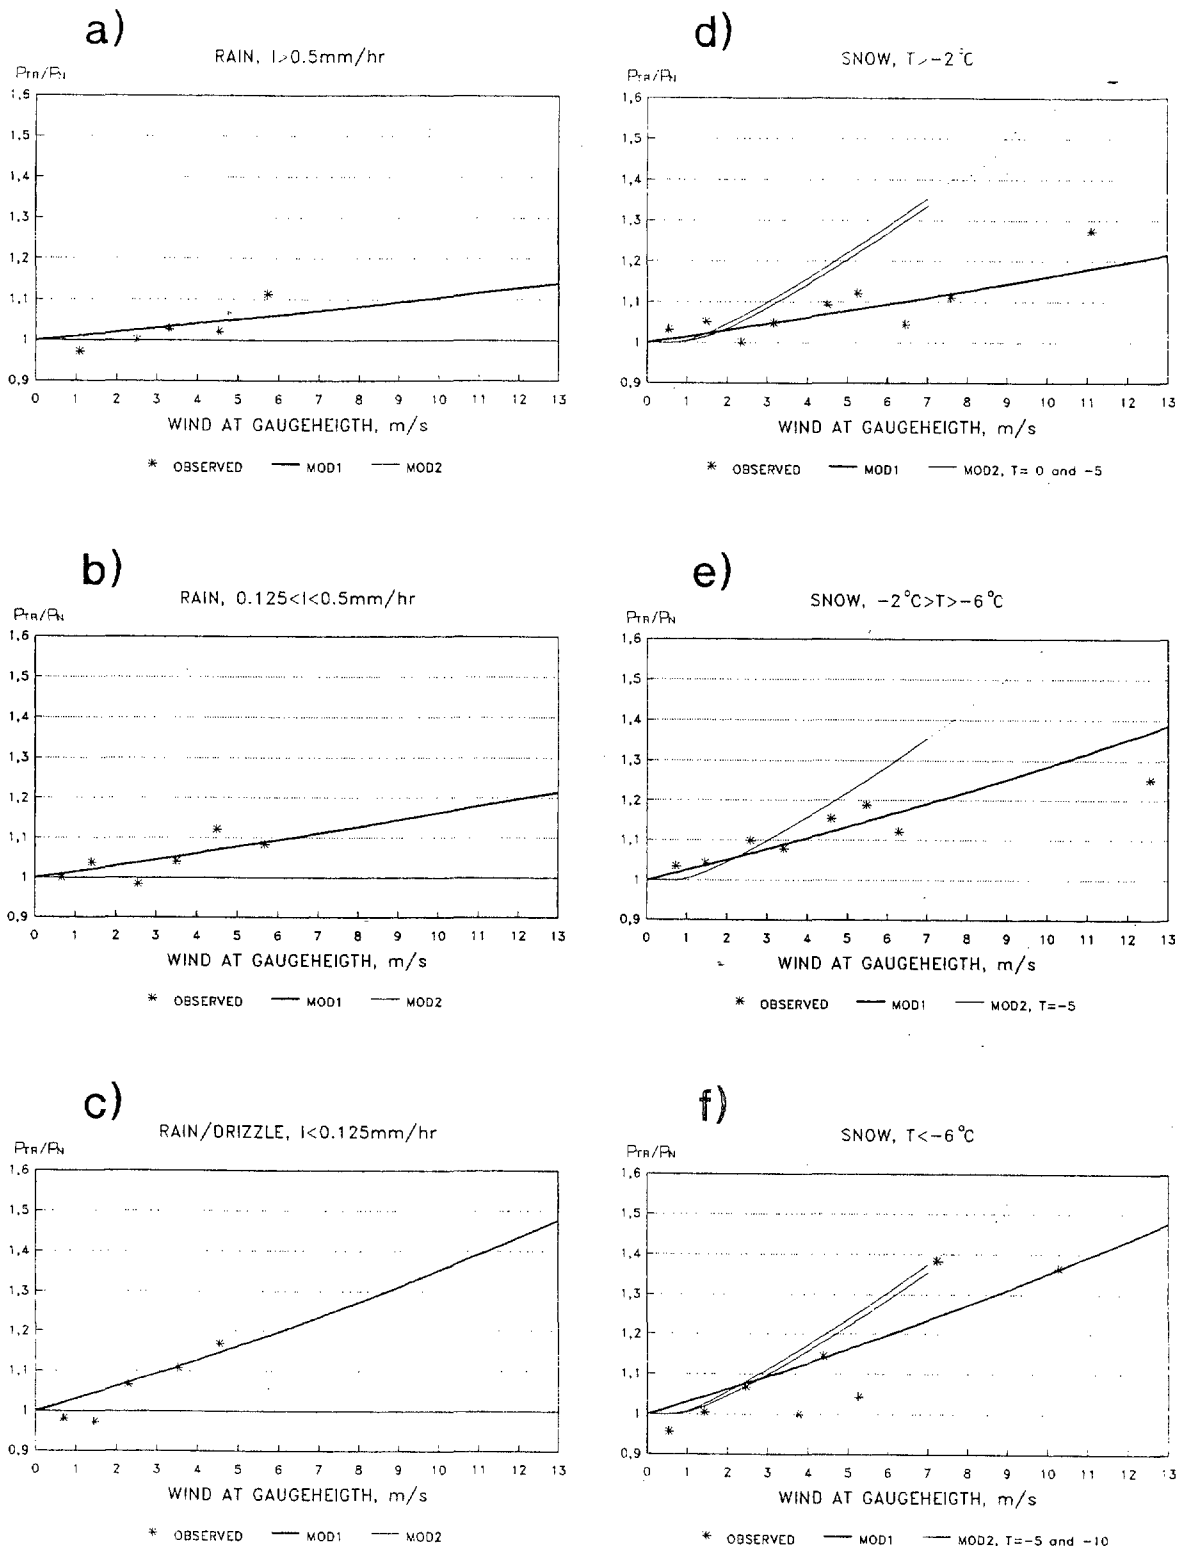 a)
RAIN, I>0.5mm/hr
PTR/PN
1,6
1,5
1,4
1,3
1,2
1,1
1
0,9
0 1 2 3 4 5 6 7 8 9 10 11 12 13
WIND AT GAUGEHEIGTH, m/s
* OBSERVED — MOD1 — MOD2
b)
RAIN, 0.125<I<0.5mm/hr
PTR/PN
1,6
1,5
1,4
1,3
1,2
1,1
1
0,9
0 1 2 3 4 5 6 7 8 9 10 11 12 13
WIND AT GAUGEHEIGTH, m/s
* OBSERVED — MOD1 — MOD2
c)
RAIN/DRIZZLE, I<0.125mm/hr
PTR/PN
1,6
1,5
1,4
1,3
1,2
1,1
1
0,9
0 1 2 3 4 5 6 7 8 9 10 11 12 13
WIND AT GAUGEHEIGTH, m/s
* OBSERVED — MOD1 — MOD2
d)
SNOW, T>-2°C
PTR/PN
1,6
1,5
1,4
1,3
1,2
1,1
1
0,9
0 1 2 3 4 5 6 7 8 9 10 11 12 13
WIND AT GAUGEHEIGTH, m/s
* OBSERVED — MOD1 — MOD2, T= 0 and -5
e)
SNOW, -2°C>T>-6°C
PTR/PN
1,6
1,5
1,4
1,3
1,2
1,1
1
0,9
0 1 2 3 4 5 6 7 8 9 10 11 12 13
WIND AT GAUGEHEIGTH, m/s
* OBSERVED — MOD1 — MOD2, T=-5
f)
SNOW, T<-6°C
PTR/PN
1,6
1,5
1,4
1,3
1,2
1,1
1
0,9
0 1 2 3 4 5 6 7 8 9 10 11 12 13
WIND AT GAUGEHEIGTH, m/s
* OBSERVED — MOD1 — MOD2, T=-5 and -10